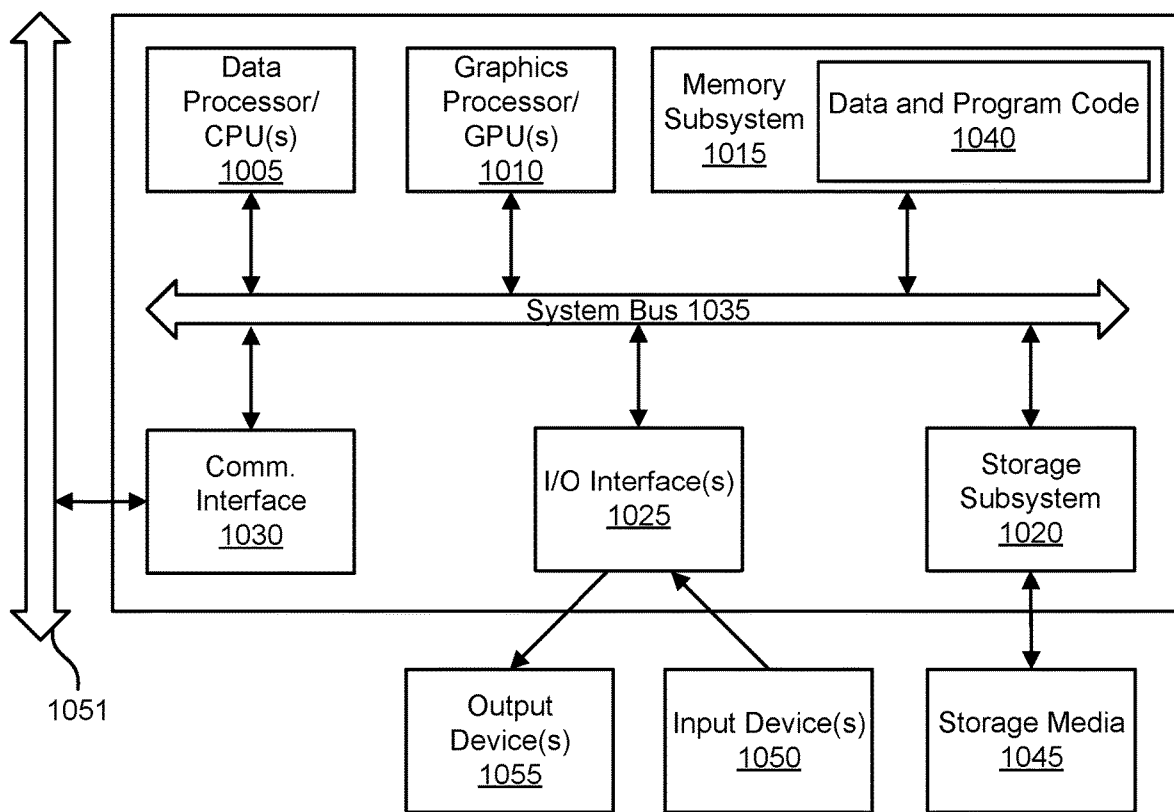 Data
Processor/
CPU(s)
1005
Graphics
Processor/
GPU(s)
1010
Memory
Subsystem
1015
Data and Program Code
1040
System Bus 1035
Comm.
Interface
1030
I/O Interface(s)
1025
Storage
Subsystem
1020
1051
Output
Device(s)
1055
Input Device(s)
1050
Storage Media
1045